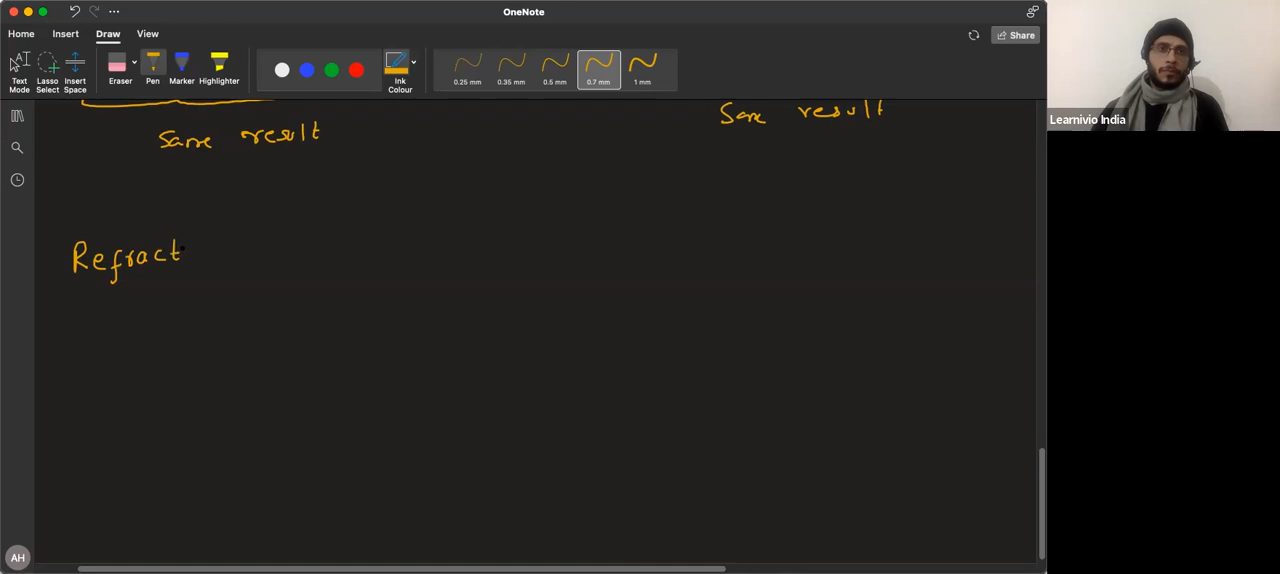 OneNote
Home Insert Draw View
Share
Text Mode
Lasso Select
Insert Space
Eraser
Pen
Marker
Highlighter
Ink Colour
0.25 mm
0.35 mm
0.5 mm
0.7 mm
1 mm
Learnivio India
Same result
Same result
Refract
AH